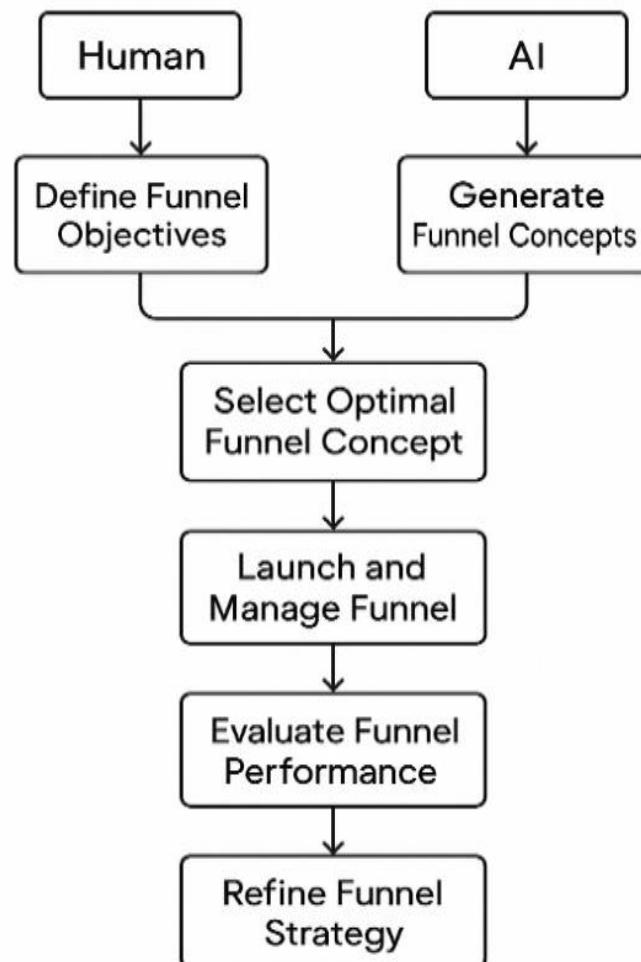 Human
AI
Define Funnel
Objectives
Generate
Funnel Concepts
Select Optimal
Funnel Concept
Launch and
Manage Funnel
Evaluate Funnel
Performance
Refine Funnel
Strategy